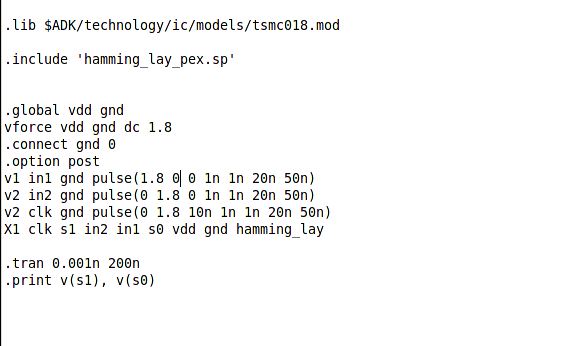 .lib $ADK/technology/ic/models/tsmc018.mod
.include 'hamming_lay_pex.sp'
.global vdd gnd
vforce vdd gnd dc 1.8
.connect gnd 0
.option post
v1 in1 gnd pulse(1.8 0 0 1n 1n 20n 50n)
v2 in2 gnd pulse(0 1.8 0 1n 1n 20n 50n)
v2 clk gnd pulse(0 1.8 10n 1n 1n 20n 50n)
X1 clk s1 in2 in1 s0 vdd gnd hamming_lay
.tran 0.001n 200n
.print v(s1), v(s0)